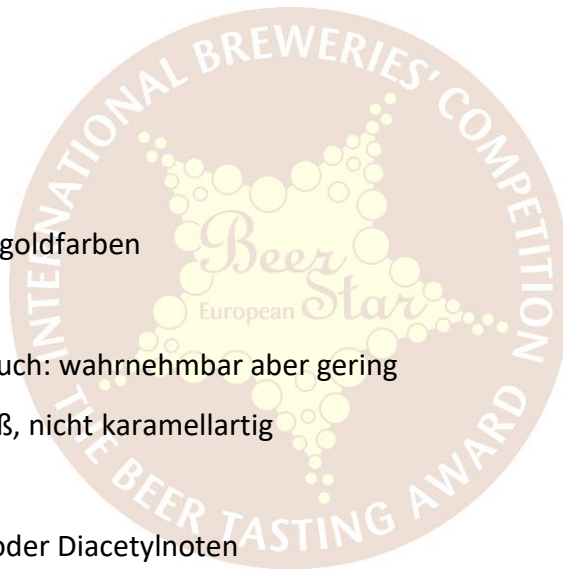 INTERNATIONAL BREWERIES' COMPETITION
goldfarben
Beer
European Star
uch: wahrnehmbar aber gering
ß, nicht karamellartig
THE BEER TASTING AWARD
oder Diacetylnoten